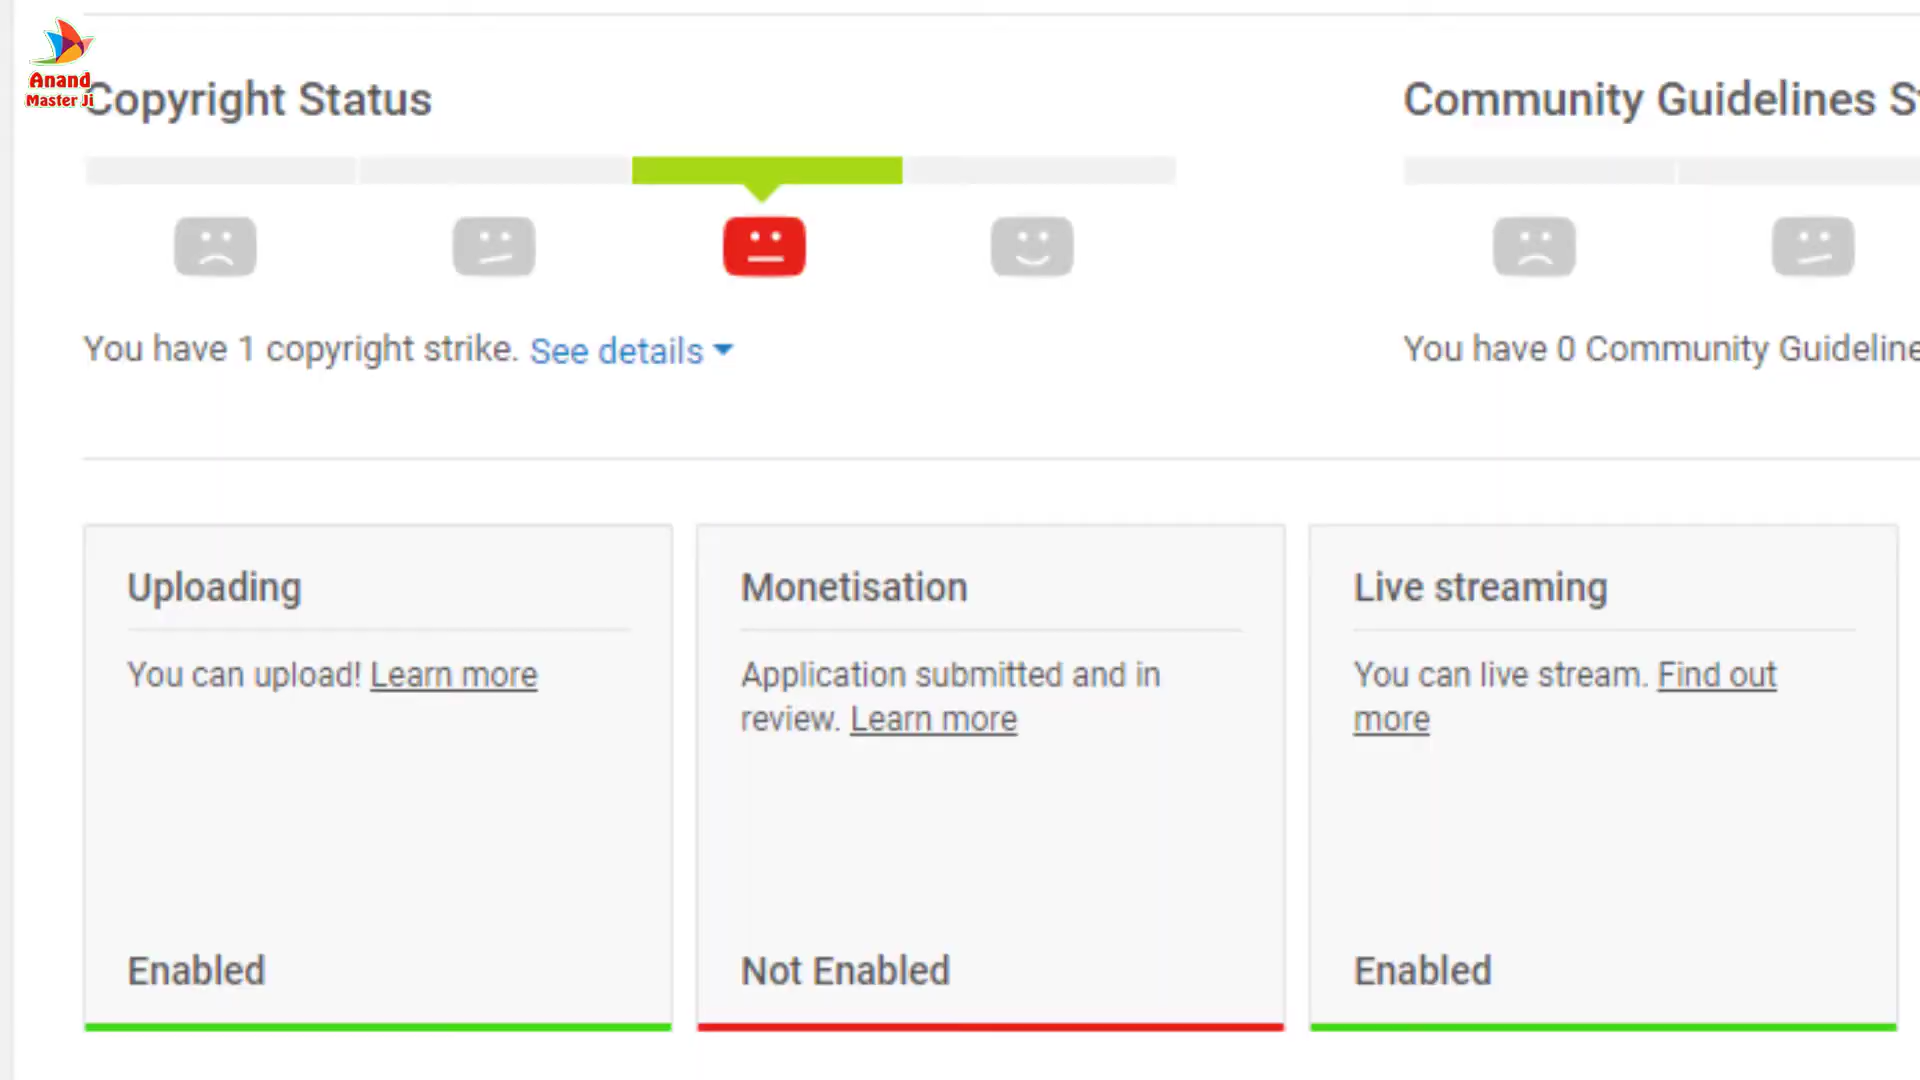 Anand
Master Ji
Copyright Status
Community Guidelines
You have 1 copyright strike. See details
You have 0 Community Guideline
Uploading
You can upload! Learn more
Enabled
Monetisation
Application submitted and in
review. Learn more
Not Enabled
Live streaming
You can live stream. Find out
more
Enabled